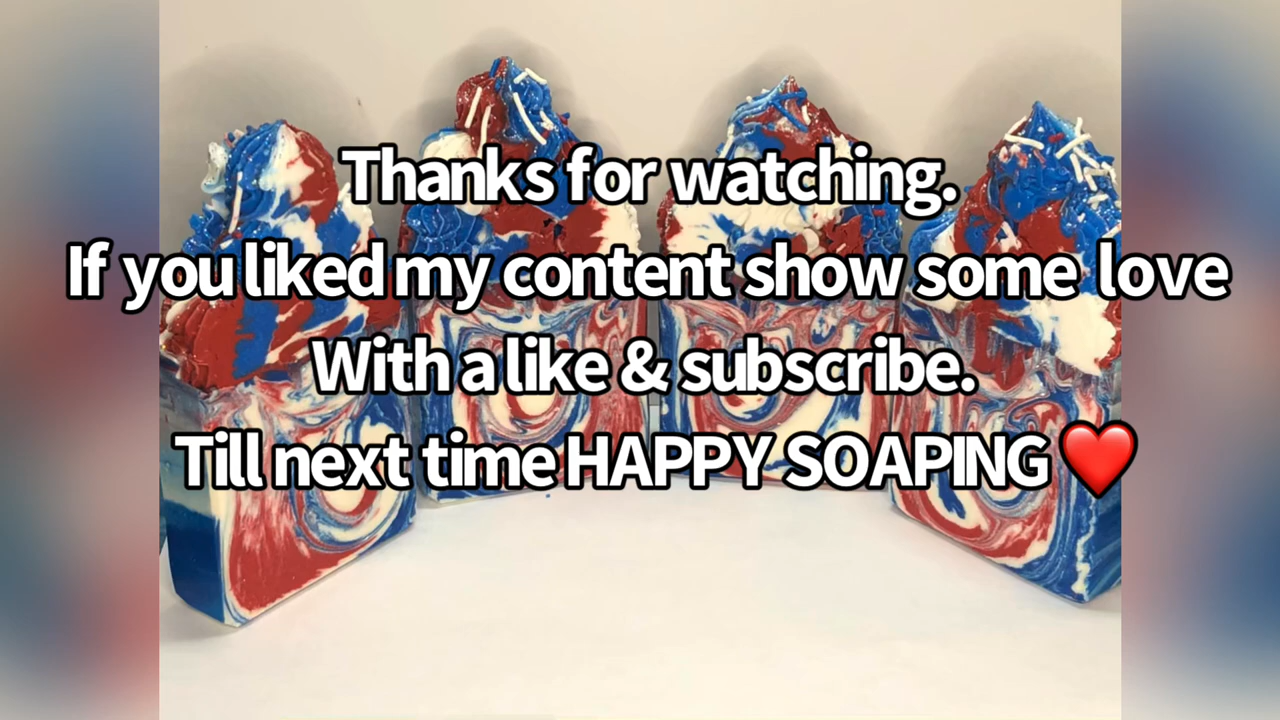 Thanks for watching.
If you liked my content show some love
With a like & subscribe.
Till next time HAPPY SOAPING ❤️